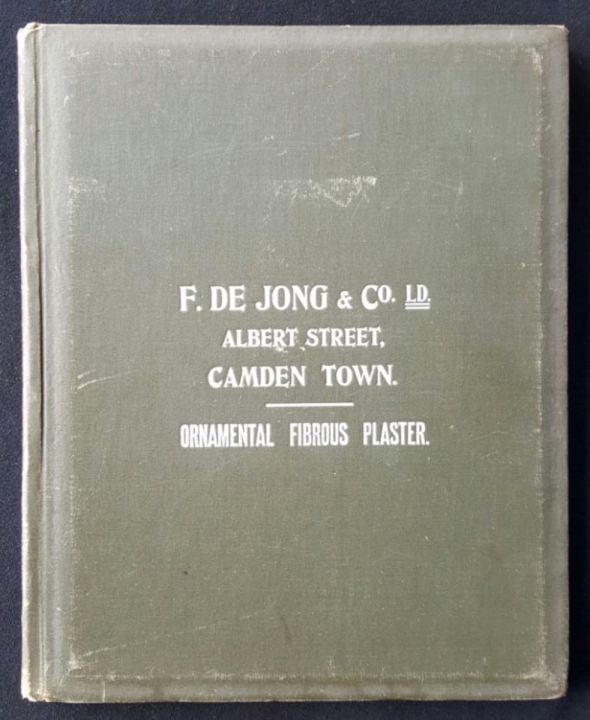 F. DE JONG & Co. LD.
ALBERT STREET,
CAMDEN TOWN.
ORNAMENTAL FIBROUS PLASTER.